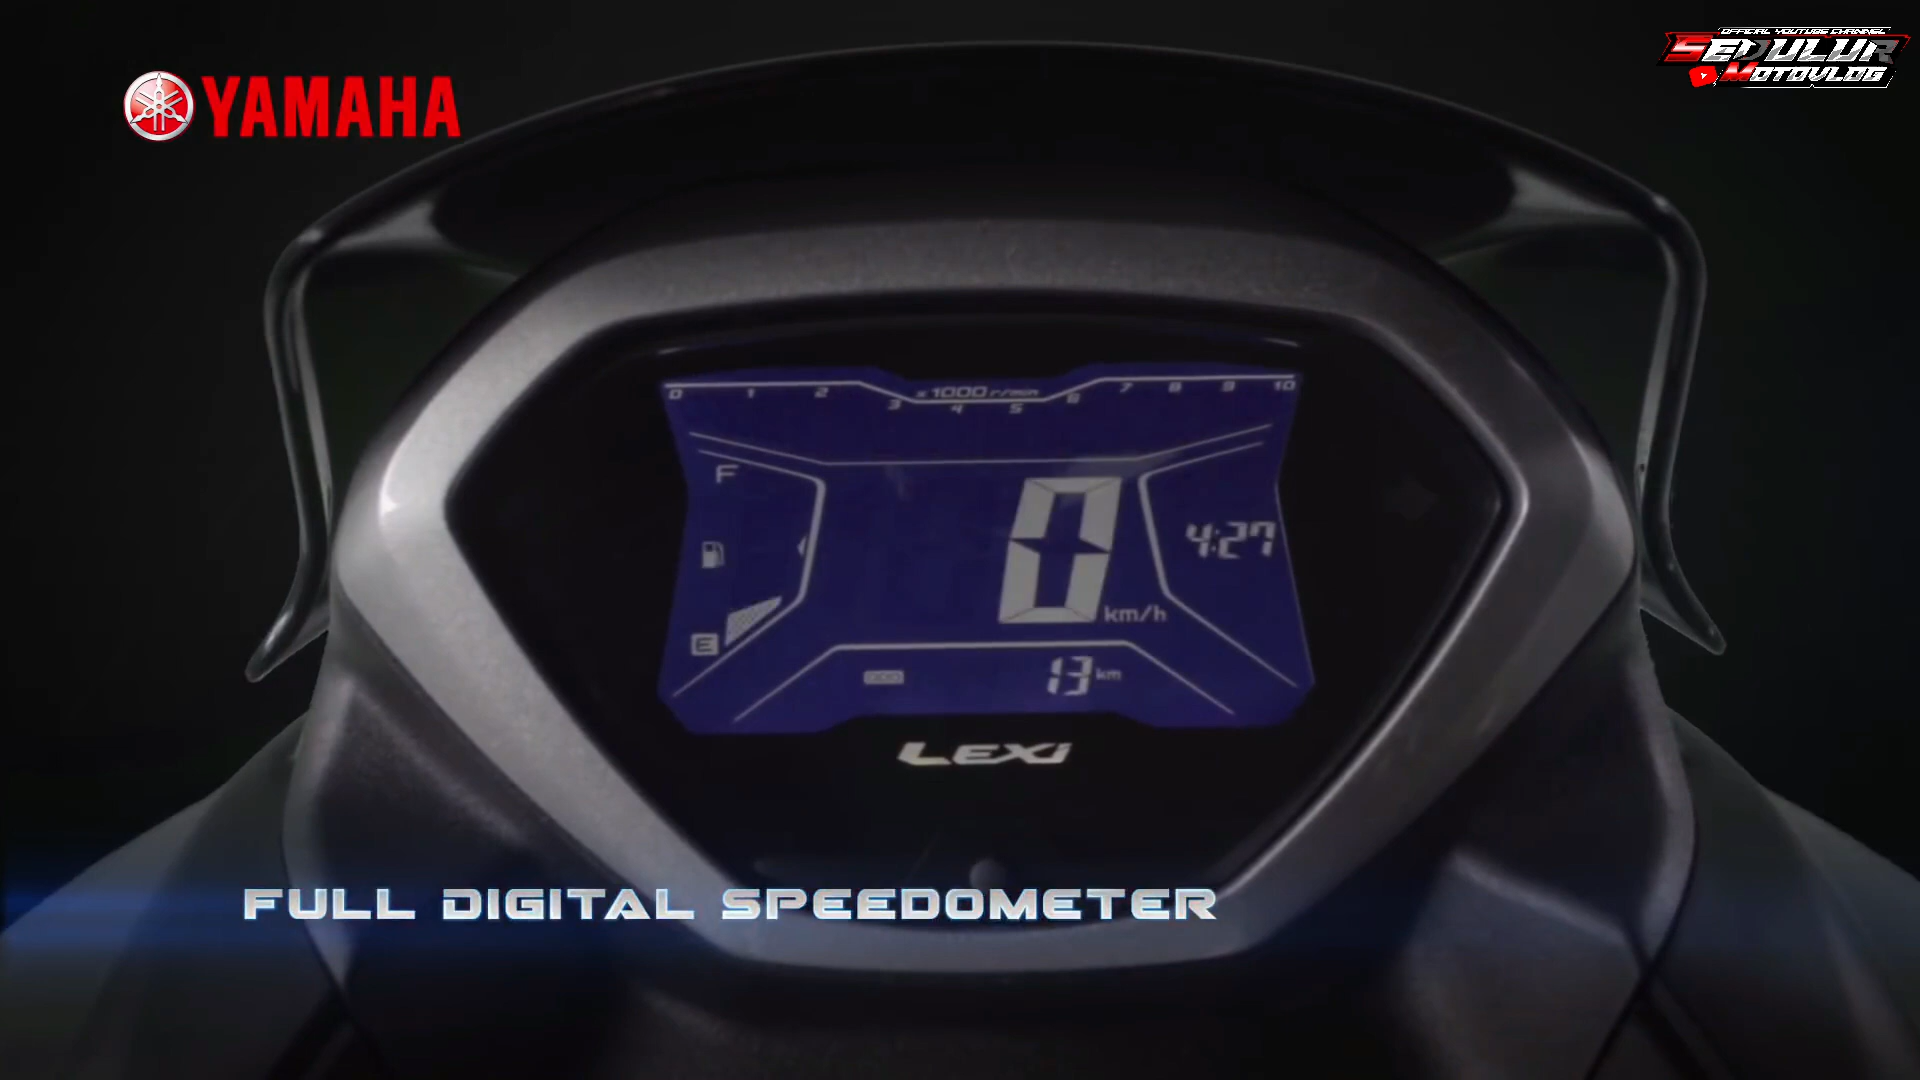 OFFICIAL YOUTUBE CHANNEL
SEDULUR
MOTOVLOG
YAMAHA
0 1 2 3 4 5 6 7 8 9 10
x1000 r/min
F
4:27
0 km/h
E
000 13 km
LEXi
FULL DIGITAL SPEEDOMETER